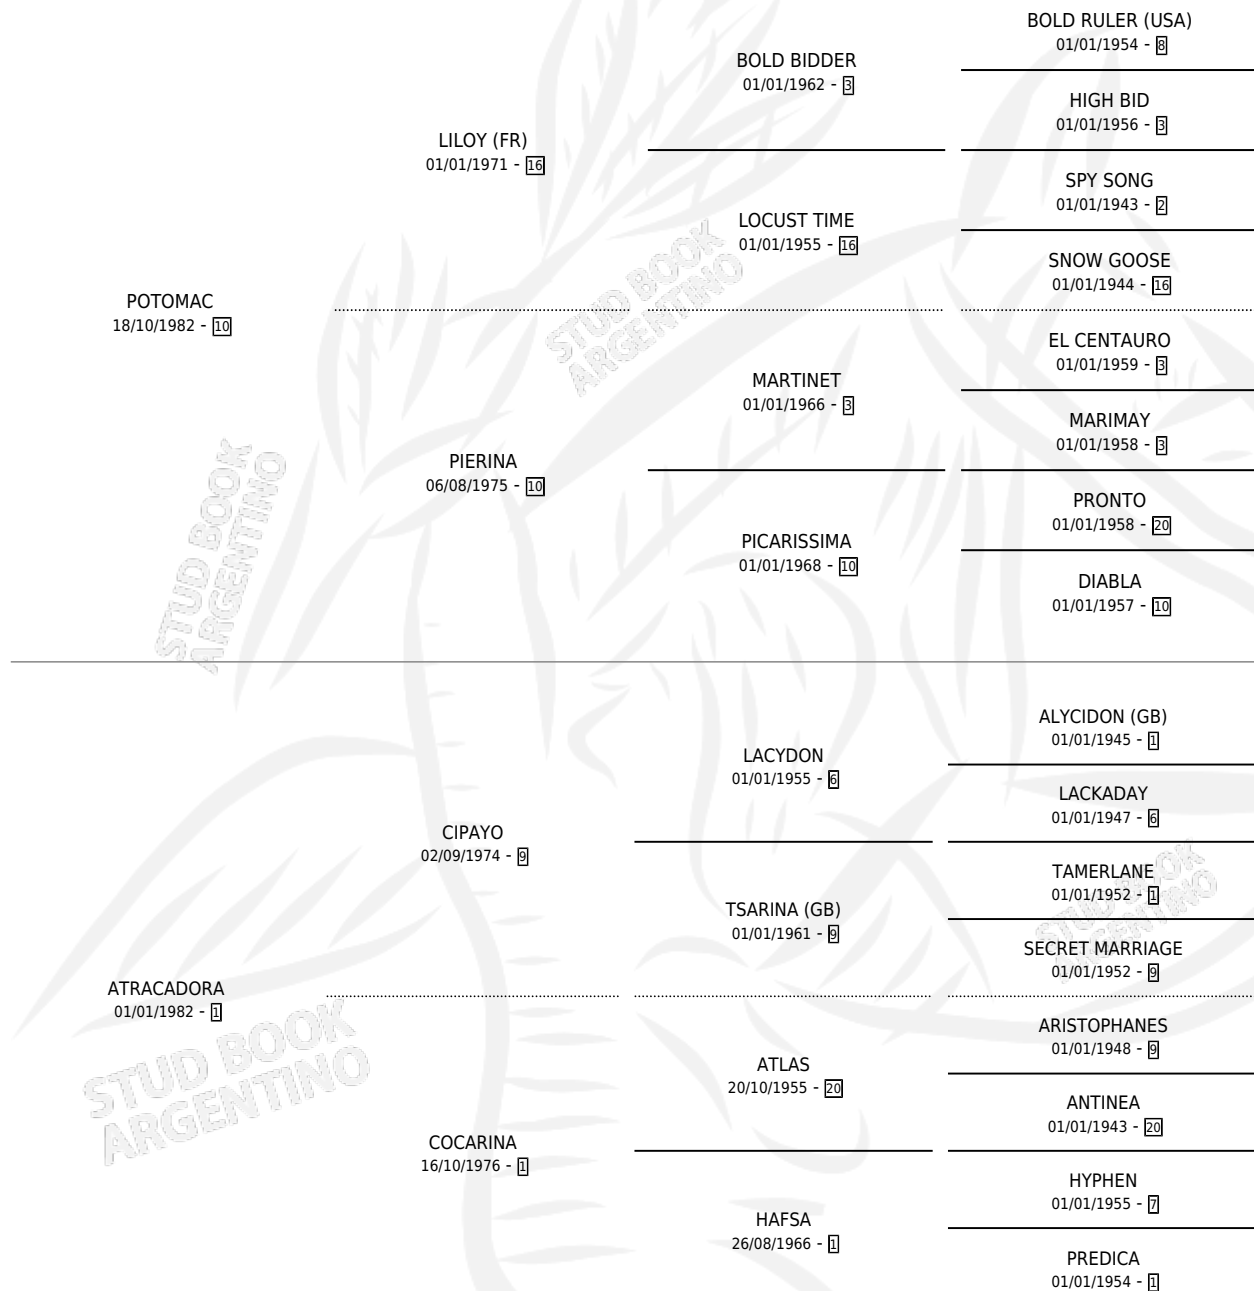 BOLD RULER (USA)
01/01/1954 - 8
BOLD BIDDER
01/01/1962 - 3
HIGH BID
01/01/1956 - 3
LILOY (FR)
01/01/1971 - 16
SPY SONG
01/01/1943 - 2
LOCUST TIME
01/01/1955 - 16
SNOW GOOSE
01/01/1944 - 16
POTOMAC
18/10/1982 - 10
EL CENTAURO
01/01/1959 - 3
MARTINET
01/01/1966 - 3
MARIMAY
01/01/1958 - 3
PIERINA
06/08/1975 - 10
PRONTO
01/01/1958 - 20
PICARISSIMA
01/01/1968 - 10
DIABLA
01/01/1957 - 10
ALYCIDON (GB)
01/01/1945 - 1
LACYDON
01/01/1955 - 6
LACKADAY
01/01/1947 - 6
CIPAYO
02/09/1974 - 9
TAMERLANE
01/01/1952 - 1
TSARINA (GB)
01/01/1961 - 9
SECRET MARRIAGE
01/01/1952 - 9
ATRACADORA
01/01/1982 - 1
ARISTOPHANES
01/01/1948 - 9
ATLAS
20/10/1955 - 20
ANTINEA
01/01/1943 - 20
COCARINA
16/10/1976 - 1
HYPHEN
01/01/1955 - 7
HAFSA
26/08/1966 - 1
PREDICA
01/01/1954 - 1
STUD BOOK
ARGENTINO
STUD BOOK
ARGENTINO
STUD BOOK
ARGENTINO
STUD BOOK
ARGENTINO